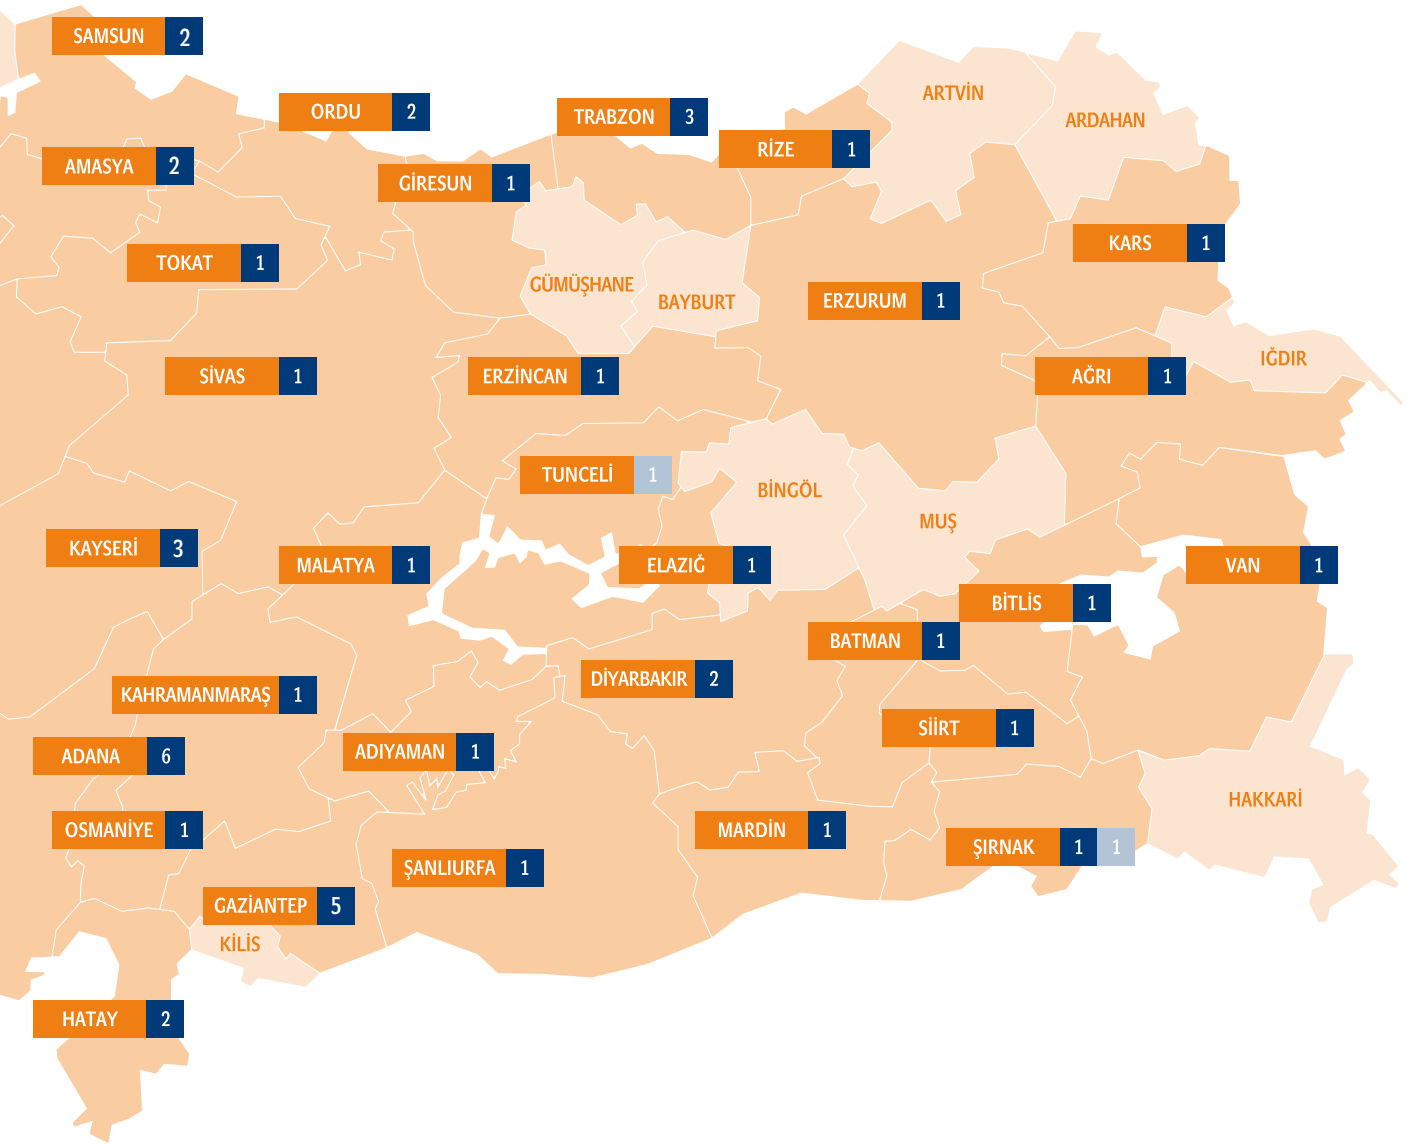 SAMSUN 2
ORDU 2
TRABZON 3
ARTVİN
ARDAHAN
RİZE 1
AMASYA 2
GİRESUN 1
KARS 1
TOKAT 1
GÜMÜŞHANE
BAYBURT
ERZURUM 1
IĞDIR
SİVAS 1
ERZİNCAN 1
AĞRI 1
TUNCELİ 1
BİNGÖL
MUŞ
KAYSERİ 3
MALATYA 1
ELAZIĞ 1
VAN 1
BİTLİS 1
BATMAN 1
DİYARBAKIR 2
KAHRAMANMARAŞ 1
SİİRT 1
ADANA 6
ADIYAMAN 1
HAKKARİ
OSMANİYE 1
MARDİN 1
ŞIRNAK 1 1
ŞANLIURFA 1
GAZİANTEP 5
KİLİS
HATAY 2